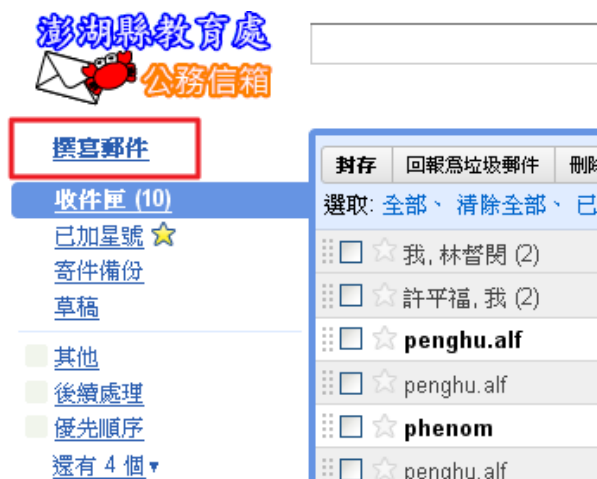 澎湖縣教育處
公務信箱
撰寫郵件
收件匣 (10)
已加星號
寄件備份
草稿
其他
後續處理
優先順序
還有 4 個▼
封存 回報為垃圾郵件 刪除
選取: 全部、 清除全部、 已
我, 林督閔 (2)
許平福, 我 (2)
penghu.alf
penghu.alf
phenom
penghu.alf